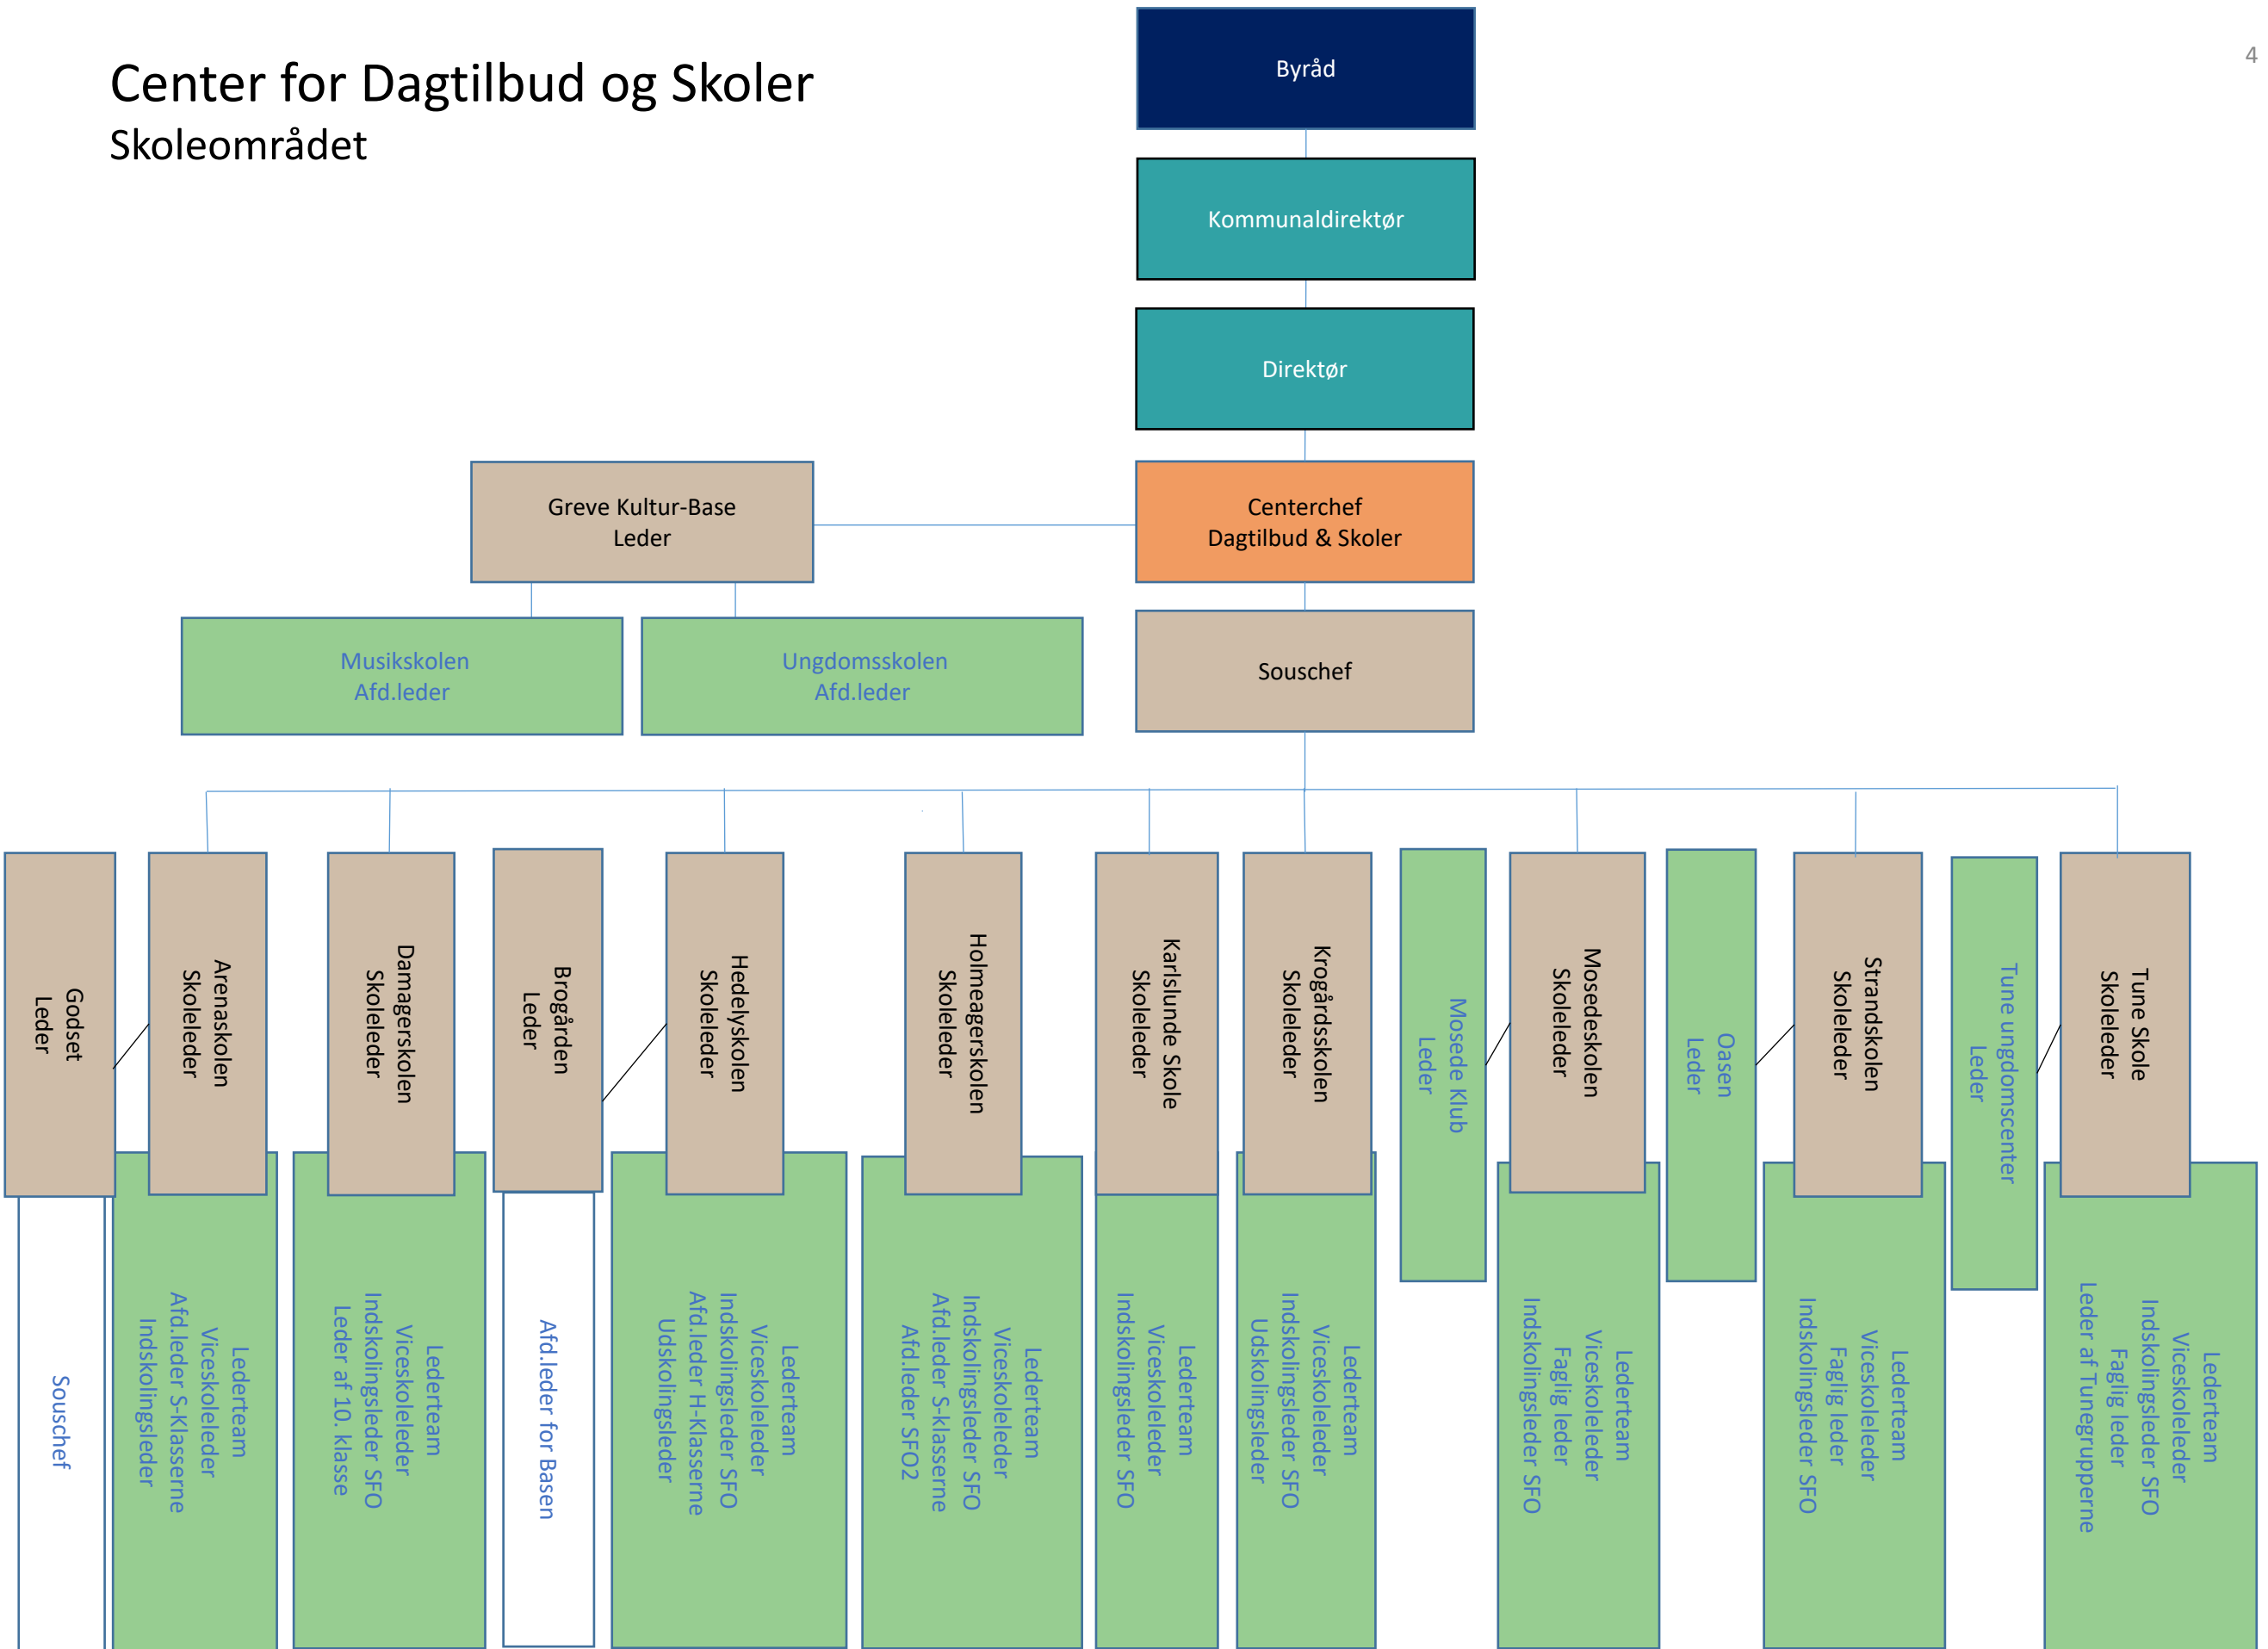 4
Center for Dagtilbud og Skoler
Skoleområdet
Byråd
Kommunaldirektør
Direktør
Greve Kultur-Base
Leder
Centerchef
Dagtilbud & Skoler
Musikskolen
Afd.leder
Ungdomsskolen
Afd.leder
Souschef
Godset
Leder
Arenaskolen
Skoleleder
Damagerskolen
Skoleleder
Brogården
Leder
Hedelyskolen
Skoleleder
Holmeagerskolen
Skoleleder
Karlslunde Skole
Skoleleder
Krogårdsskolen
Skoleleder
Mosede Klub
Leder
Mosedeskolen
Skoleleder
Oasen
Leder
Strandskolen
Skoleleder
Tune ungdomscenter
Leder
Tune Skole
Skoleleder
Souschef
Lederteam
Viceskoleleder
Afd.leder S-Klasserne
Indskolingsleder
Lederteam
Viceskoleleder
Indskolingsleder SFO
Leder af 10. klasse
Afd.leder for Basen
Lederteam
Viceskoleleder
Indskolingsleder SFO
Afd.leder H-Klasserne
Udskolingsleder
Lederteam
Viceskoleleder
Indskolingsleder SFO
Afd.leder S-klasserne
Afd.leder SFO2
Lederteam
Viceskoleleder
Indskolingsleder SFO
Lederteam
Viceskoleleder
Indskolingsleder SFO
Udskolingsleder
Lederteam
Viceskoleleder
Faglig leder
Indskolingsleder SFO
Lederteam
Viceskoleleder
Faglig leder
Indskolingsleder SFO
Lederteam
Viceskoleleder
Indskolingsleder SFO
Faglig leder
Leder af Tunegrupperne